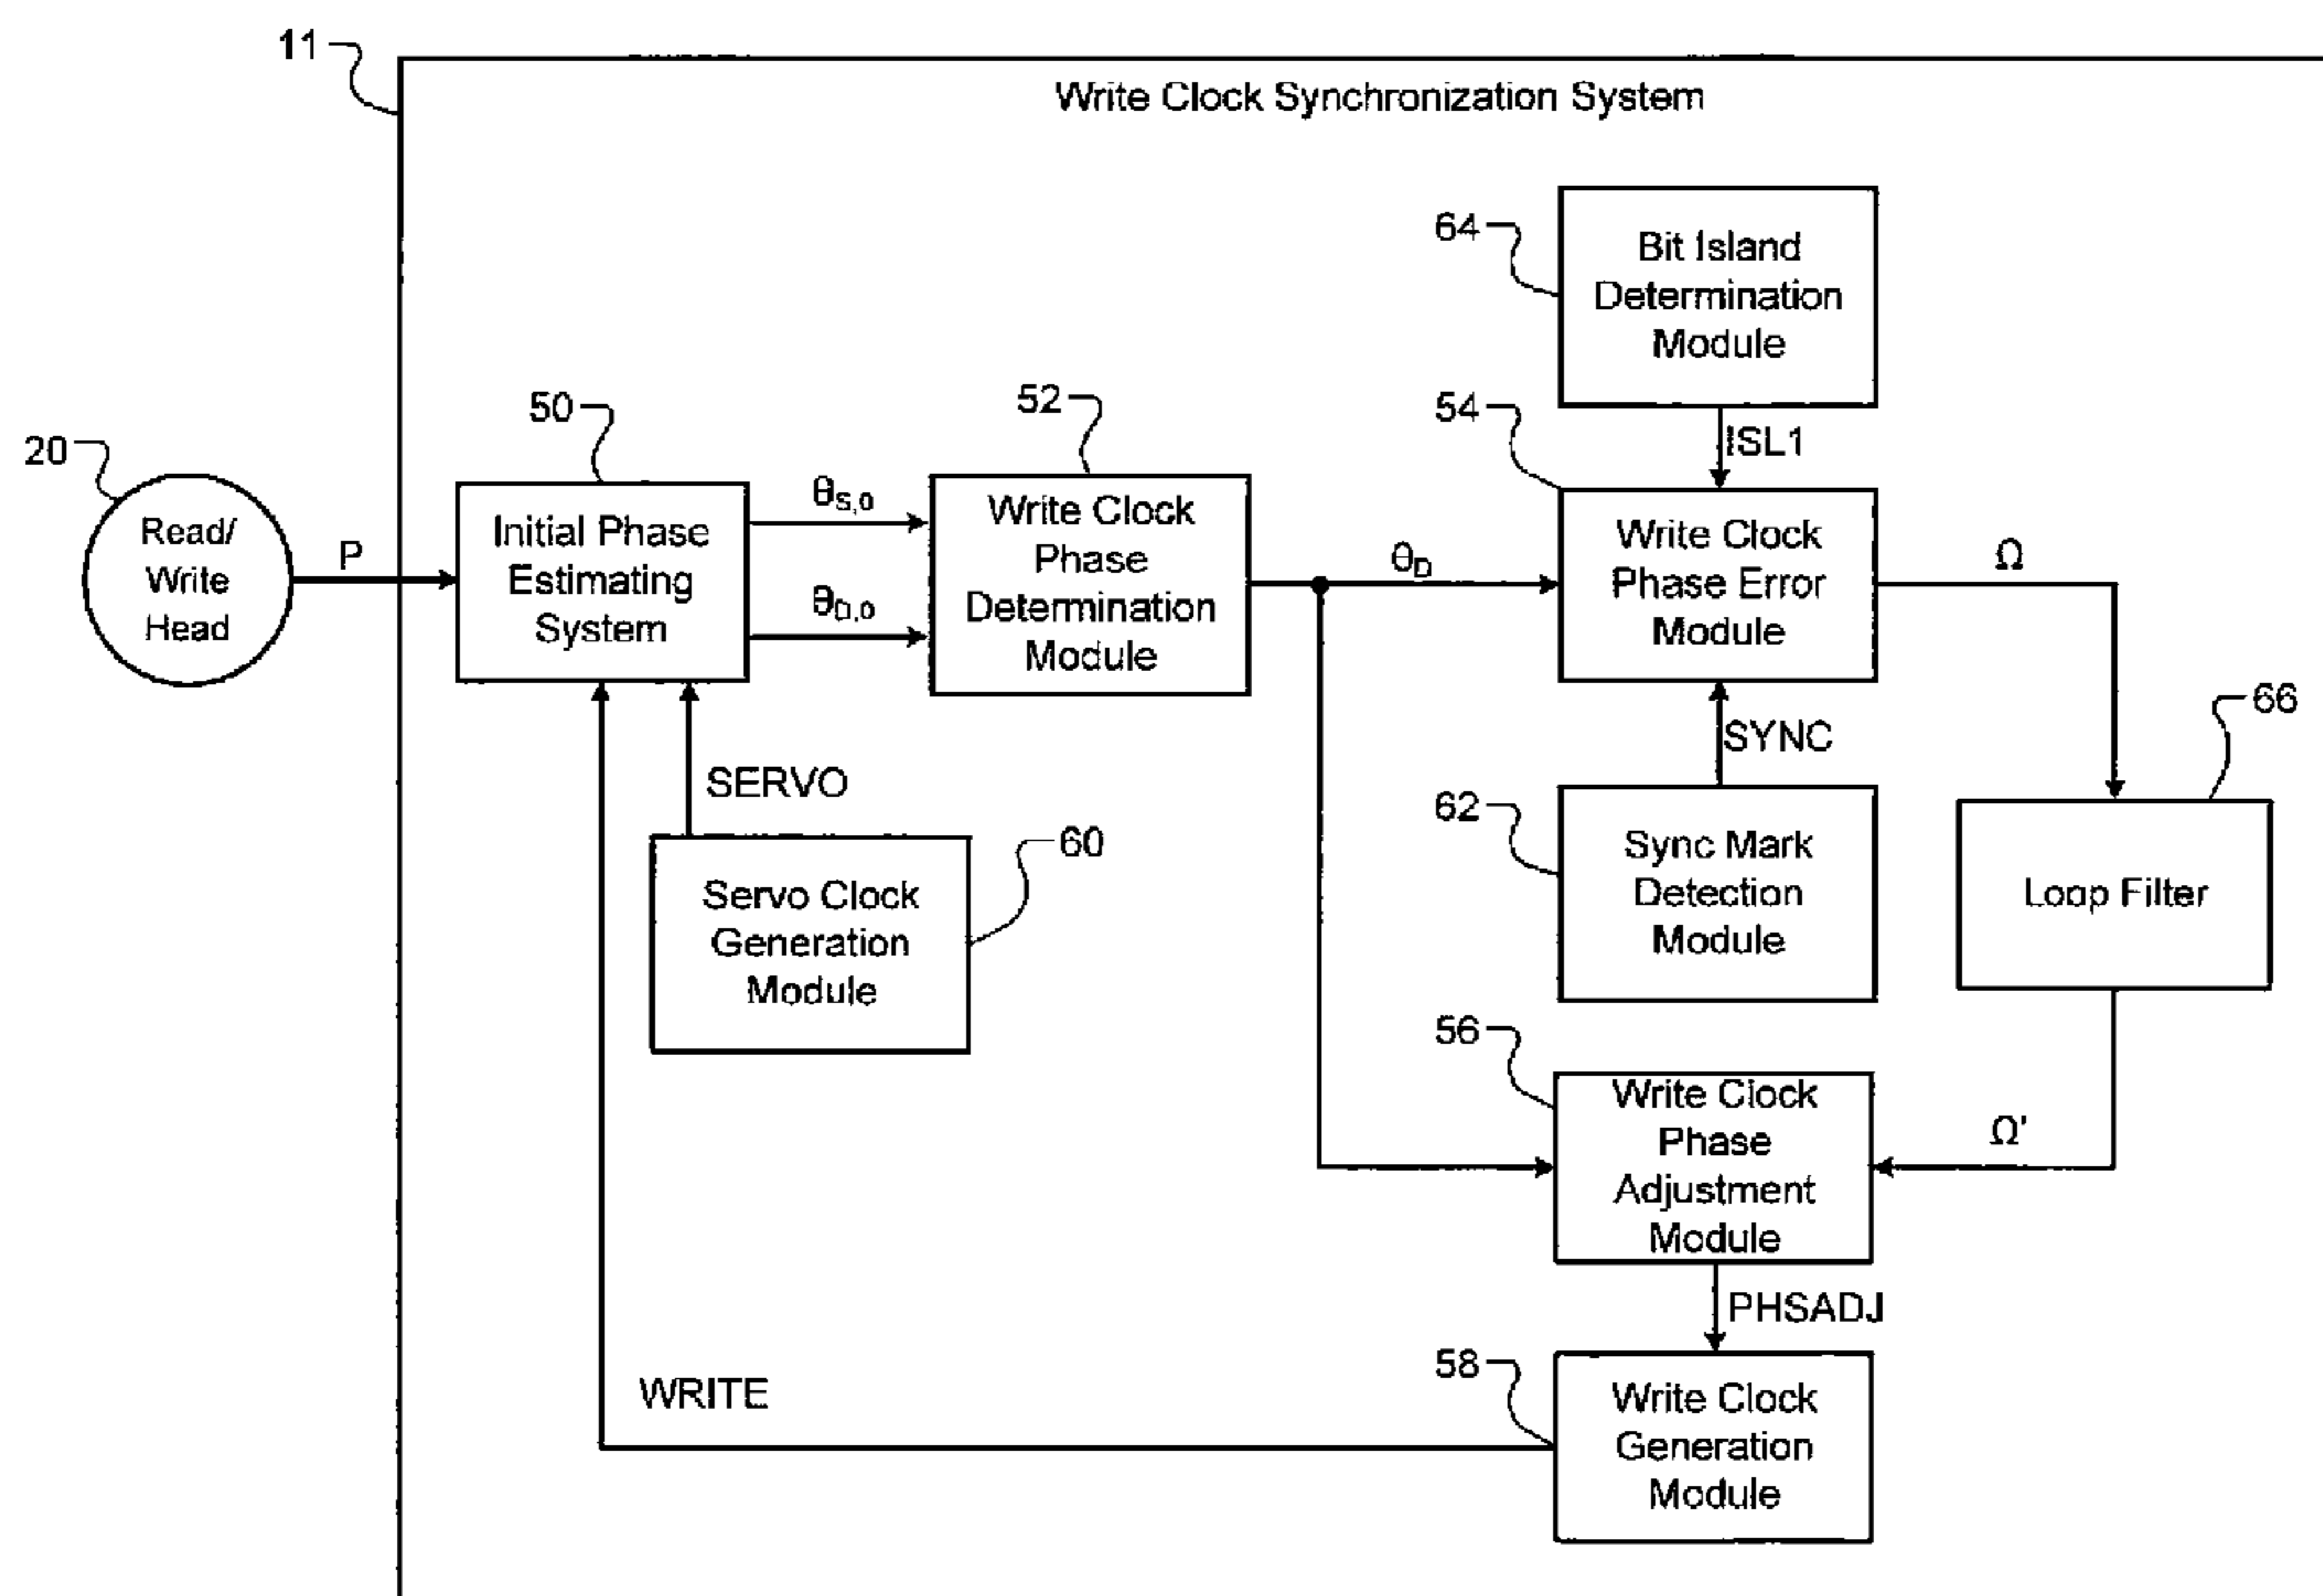 11
Write Clock Synchronization System
64
Bit Island
Determination
Module
ISL1
20
Read/
Write
Head
P
50
Initial Phase
Estimating
System
θS,0
θD,0
52
Write Clock
Phase
Determination
Module
θD
54
Write Clock
Phase Error
Module
Ω
SYNC
66
SERVO
60
Servo Clock
Generation
Module
62
Sync Mark
Detection
Module
Loop Filter
56
Write Clock
Phase
Adjustment
Module
Ω'
PHSADJ
WRITE
58
Write Clock
Generation
Module